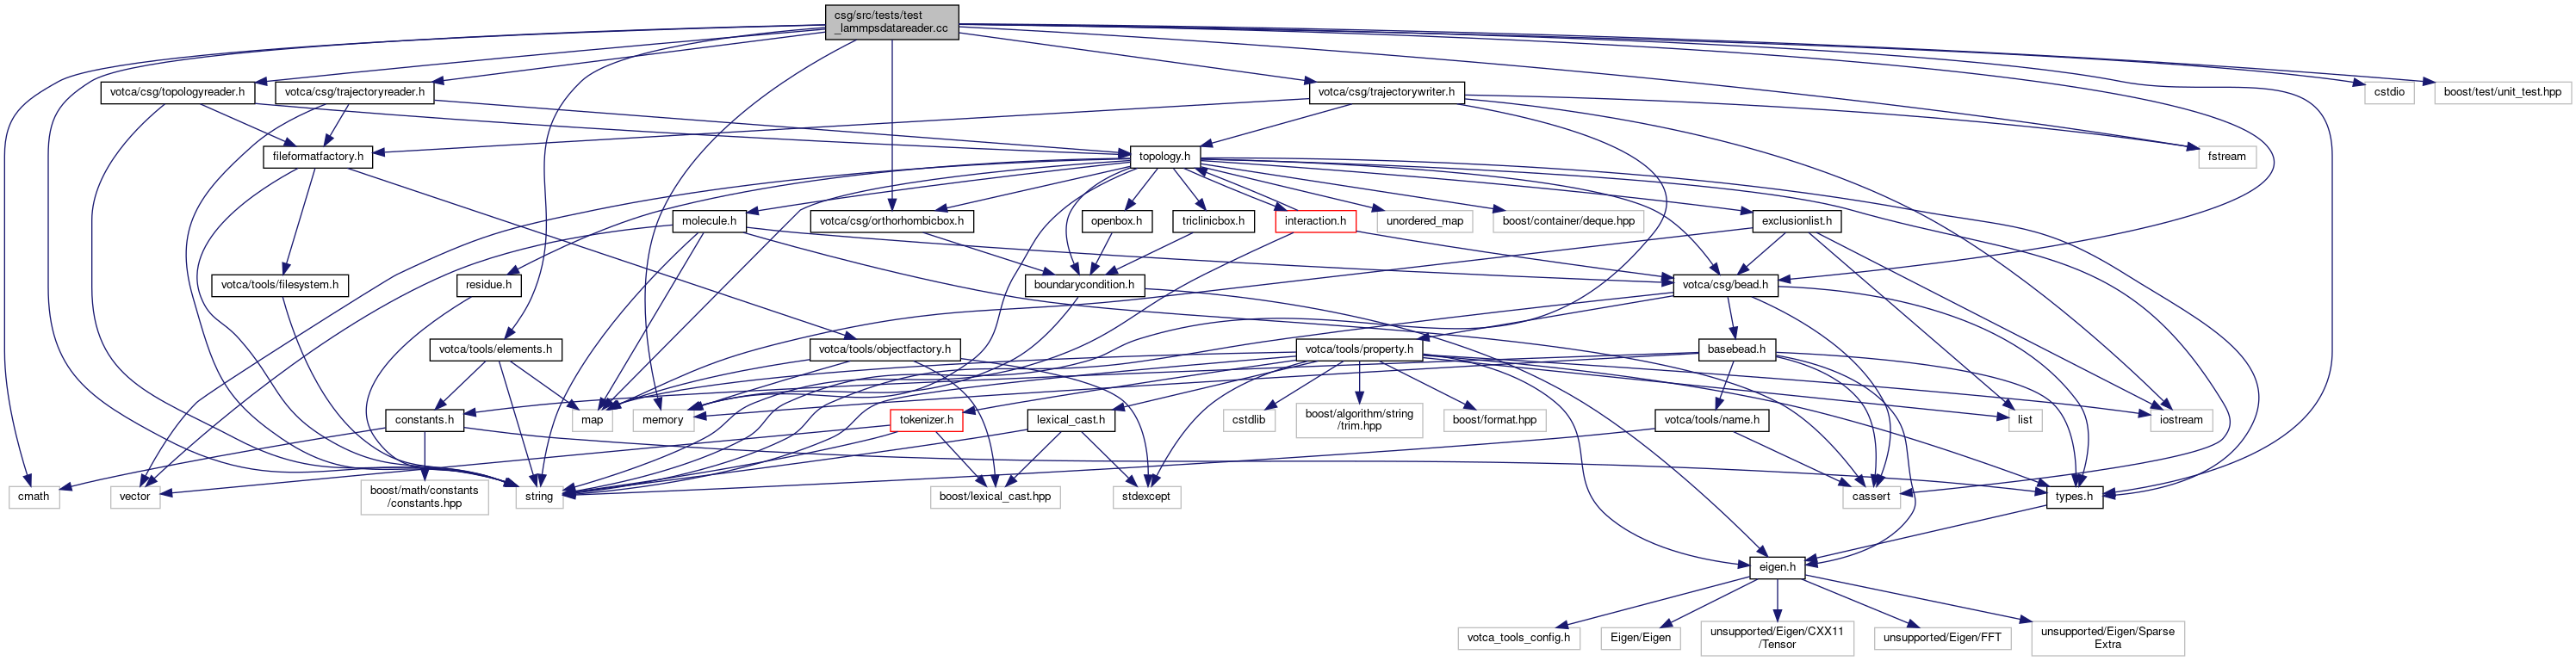 csg/src/tests/test
_lammpsdatareader.cc
votca/csg/topologyreader.h
votca/csg/trajectoryreader.h
votca/csg/trajectorywriter.h
cstdio
boost/test/unit_test.hpp
fileformatfactory.h
topology.h
fstream
molecule.h
votca/csg/orthorhombicbox.h
openbox.h
triclinicbox.h
interaction.h
unordered_map
boost/container/deque.hpp
exclusionlist.h
votca/tools/filesystem.h
residue.h
boundarycondition.h
votca/csg/bead.h
votca/tools/elements.h
votca/tools/objectfactory.h
votca/tools/property.h
basebead.h
constants.h
map
memory
tokenizer.h
lexical_cast.h
cstdlib
boost/algorithm/string
/trim.hpp
boost/format.hpp
votca/tools/name.h
list
iostream
cmath
vector
boost/math/constants
/constants.hpp
string
boost/lexical_cast.hpp
stdexcept
cassert
types.h
eigen.h
votca_tools_config.h
Eigen/Eigen
unsupported/Eigen/CXX11
/Tensor
unsupported/Eigen/FFT
unsupported/Eigen/Sparse
Extra